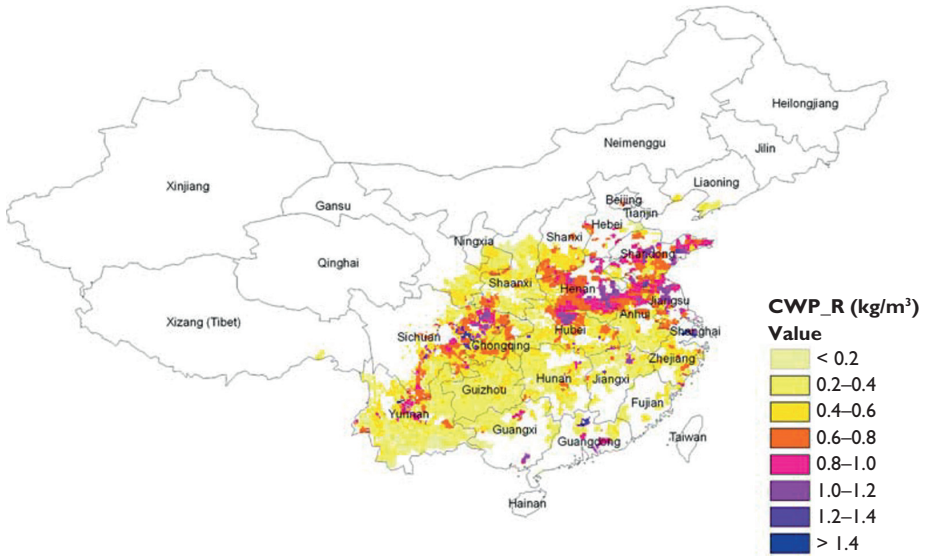 Heilongjiang
Neimenggu
Jilin
Xinjiang
Liaoning
Gansu
Beijing
Tianjin
Hebei
Ningxia
Shanxi
Shandong
Qinghai
Shaanxi
Henan
Jiangsu
Xizang (Tibet)
Anhui
Sichuan
Hubei
Shanghai
Chongqing
Zhejiang
Hunan
Jiangxi
Guizhou
Fujian
Yunnan
Guangxi
Guangdong
Taiwan
Hainan
CWP_R (kg/m³)
Value
< 0.2
0.2–0.4
0.4–0.6
0.6–0.8
0.8–1.0
1.0–1.2
1.2–1.4
> 1.4